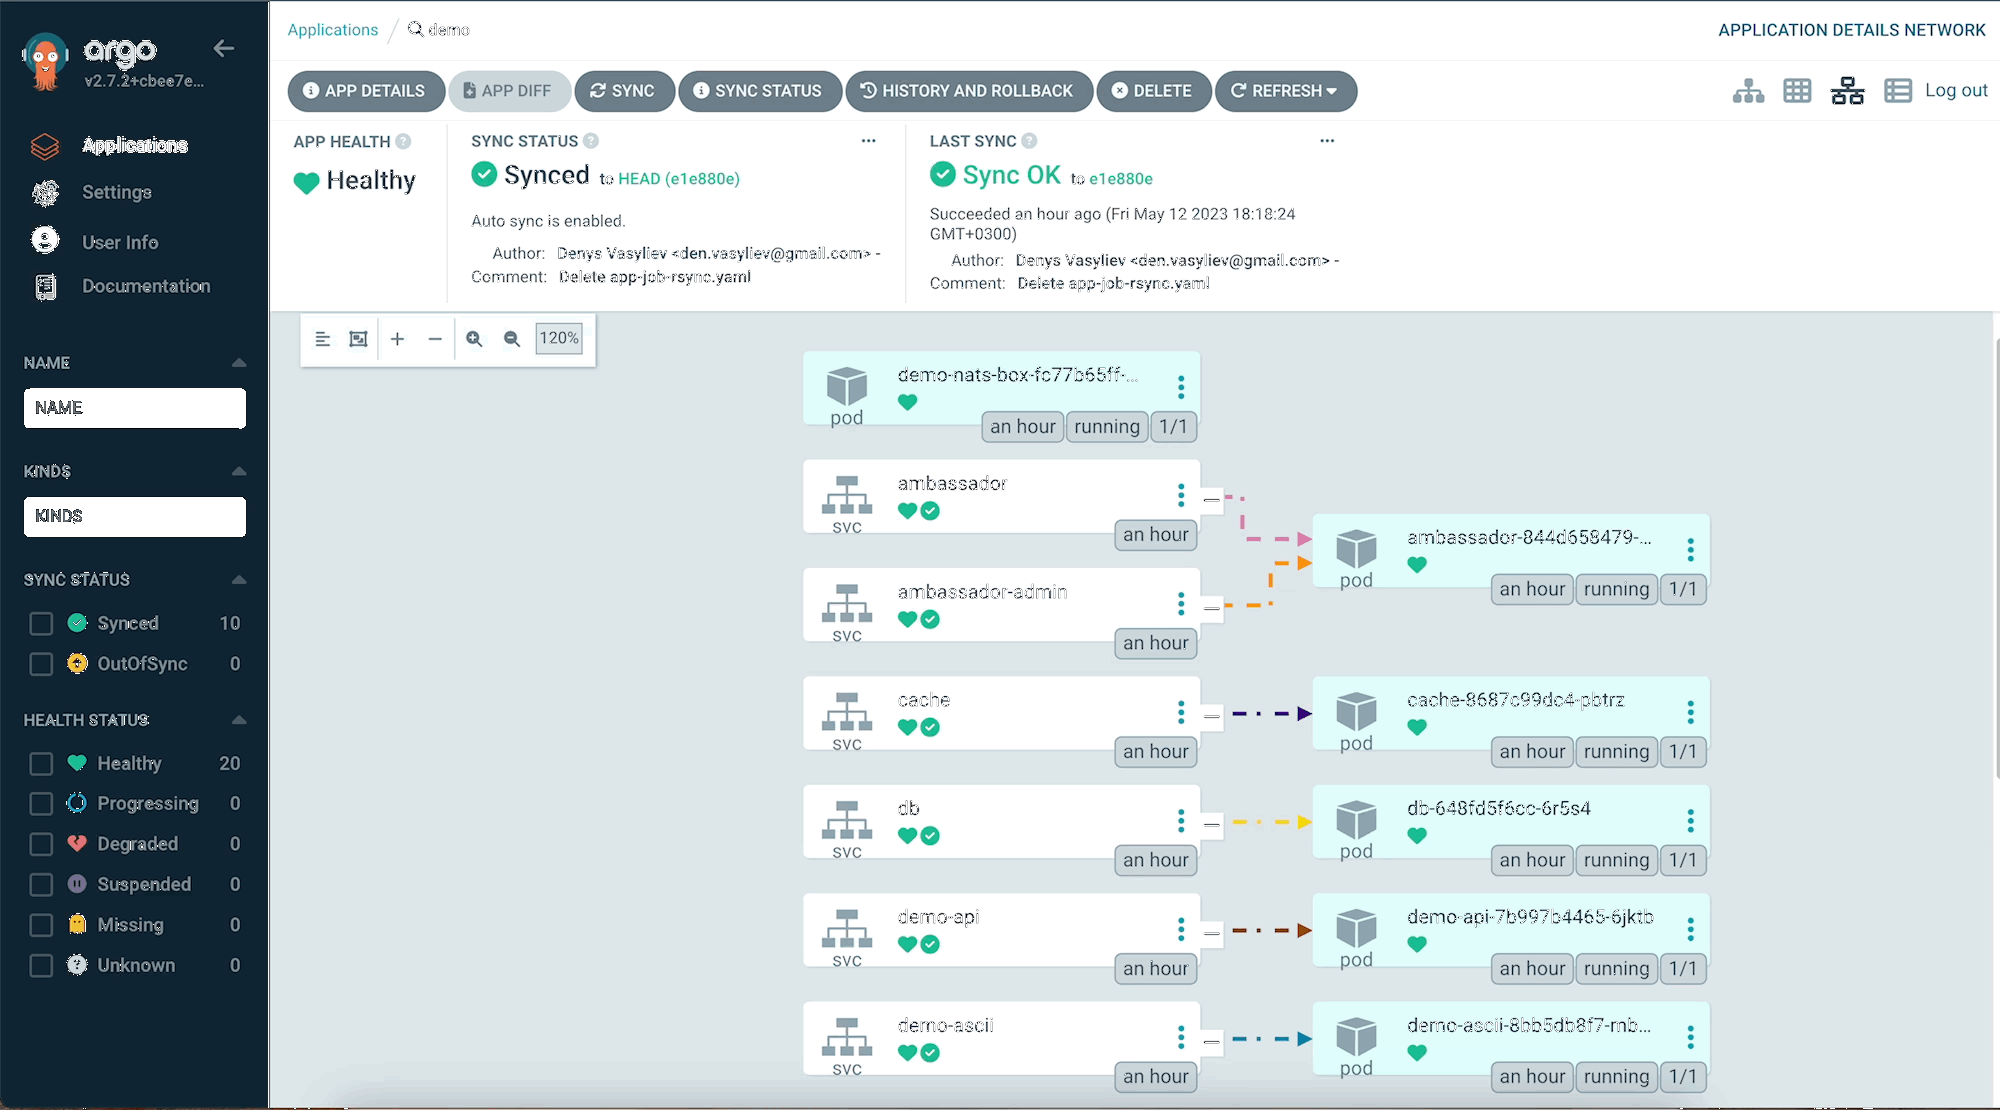 argo
v2.7.2+cbee7e...
Applications
Settings
User Info
Documentation
NAME
NAME
KINDS
KINDS
SYNC STATUS
Synced 10
OutOfSync 0
HEALTH STATUS
Healthy 20
Progressing 0
Degraded 0
Suspended 0
Missing 0
Unknown 0
Applications / demo
APPLICATION DETAILS NETWORK
APP DETAILS APP DIFF SYNC SYNC STATUS HISTORY AND ROLLBACK DELETE REFRESH
Log out
APP HEALTH
Healthy
SYNC STATUS
Synced to HEAD (e1e880e)
Auto sync is enabled.
Author: Denys Vasyliev <den.vasyliev@gmail.com> -
Comment: Delete app-job-rsync.yaml
LAST SYNC
Sync OK to e1e880e
Succeeded an hour ago (Fri May 12 2023 18:18:24
GMT+0300)
Author: Denys Vasyliev <den.vasyliev@gmail.com> -
Comment: Delete app-job-rsync.yaml
120%
demo-nats-box-fc77b65ff-...
pod
an hour running 1/1
ambassador
svc
an hour
ambassador-844d658479-...
pod
an hour running 1/1
ambassador-admin
svc
an hour
cache
svc
an hour
cache-8687c99dc4-pbtrz
pod
an hour running 1/1
db
svc
an hour
db-648fd5f6cc-6r5s4
pod
an hour running 1/1
demo-api
svc
an hour
demo-api-7b997b4465-6jktb
pod
an hour running 1/1
demo-ascii
svc
an hour
demo-ascii-8bb5db8f7-mb...
pod
an hour running 1/1